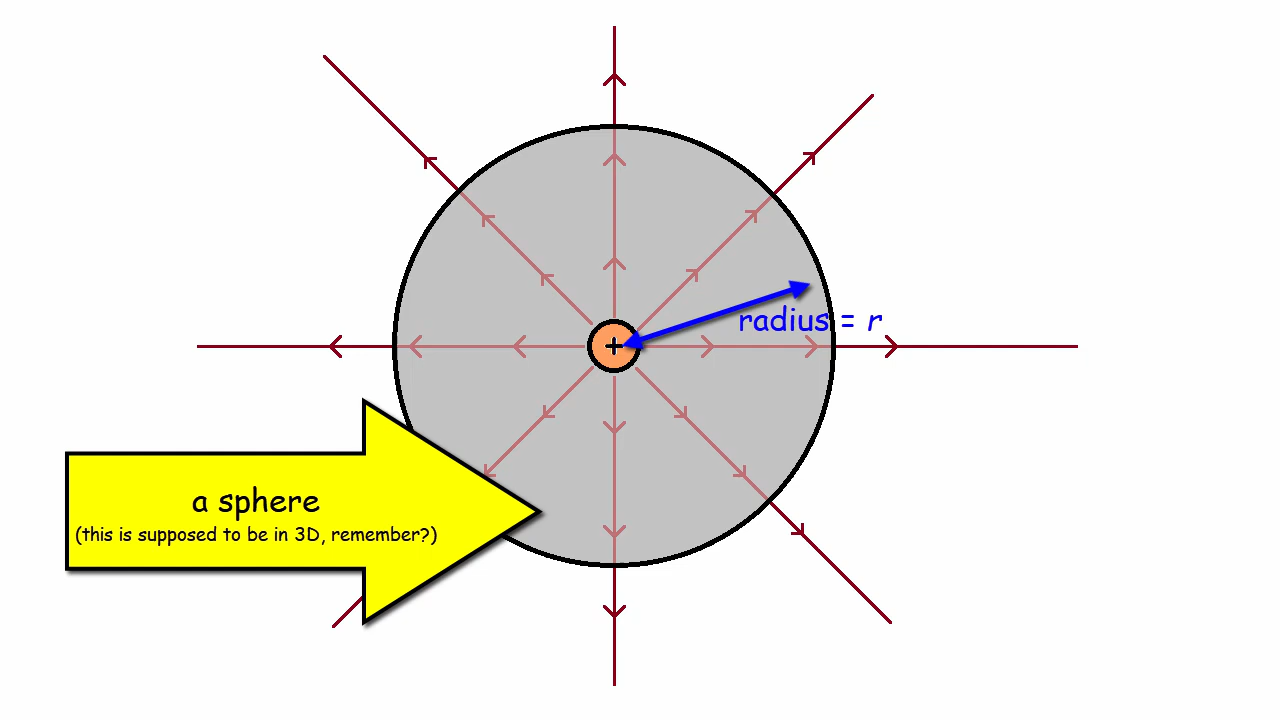 +
radius = r
a sphere
(this is supposed to be in 3D, remember?)